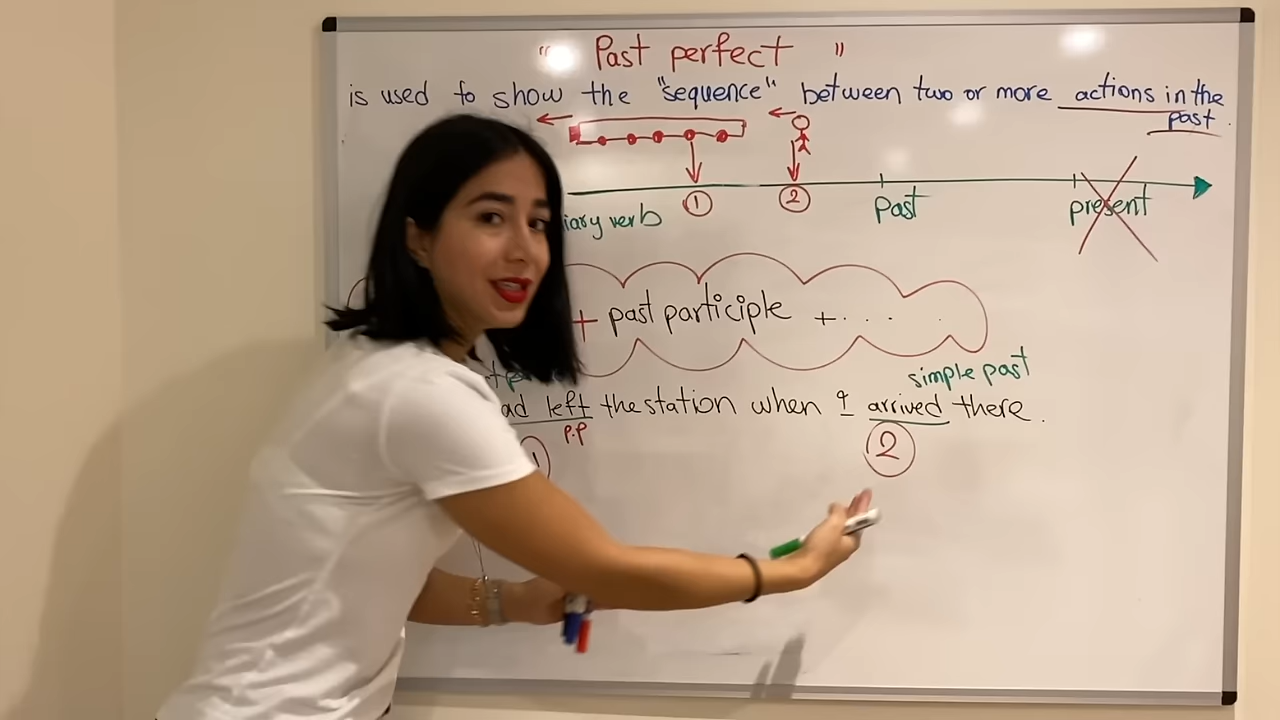 " Past perfect "
is used to show the "sequence" between two or more actions in the
past.
1 2 Past present
iary verb
+ past participle + . . .
simple past
ad left the station when I arrived there.
p.p
1 2